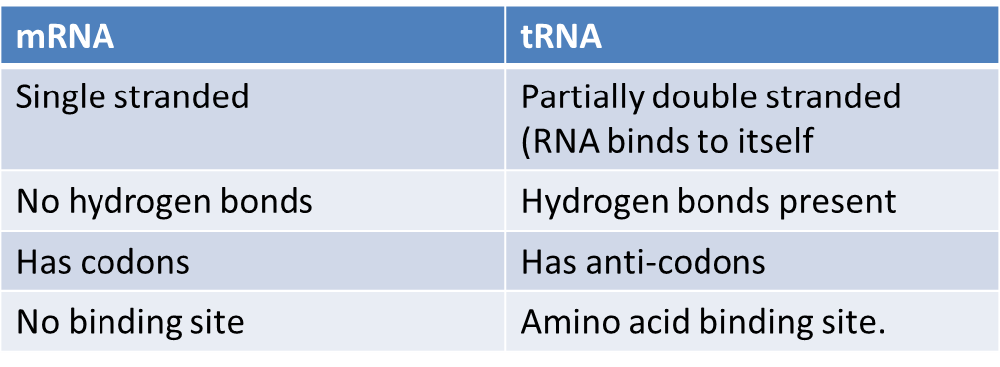 mRNA
tRNA
Single stranded
Partially double stranded
(RNA binds to itself
No hydrogen bonds
Hydrogen bonds present
Has codons
Has anti-codons
No binding site
Amino acid binding site.